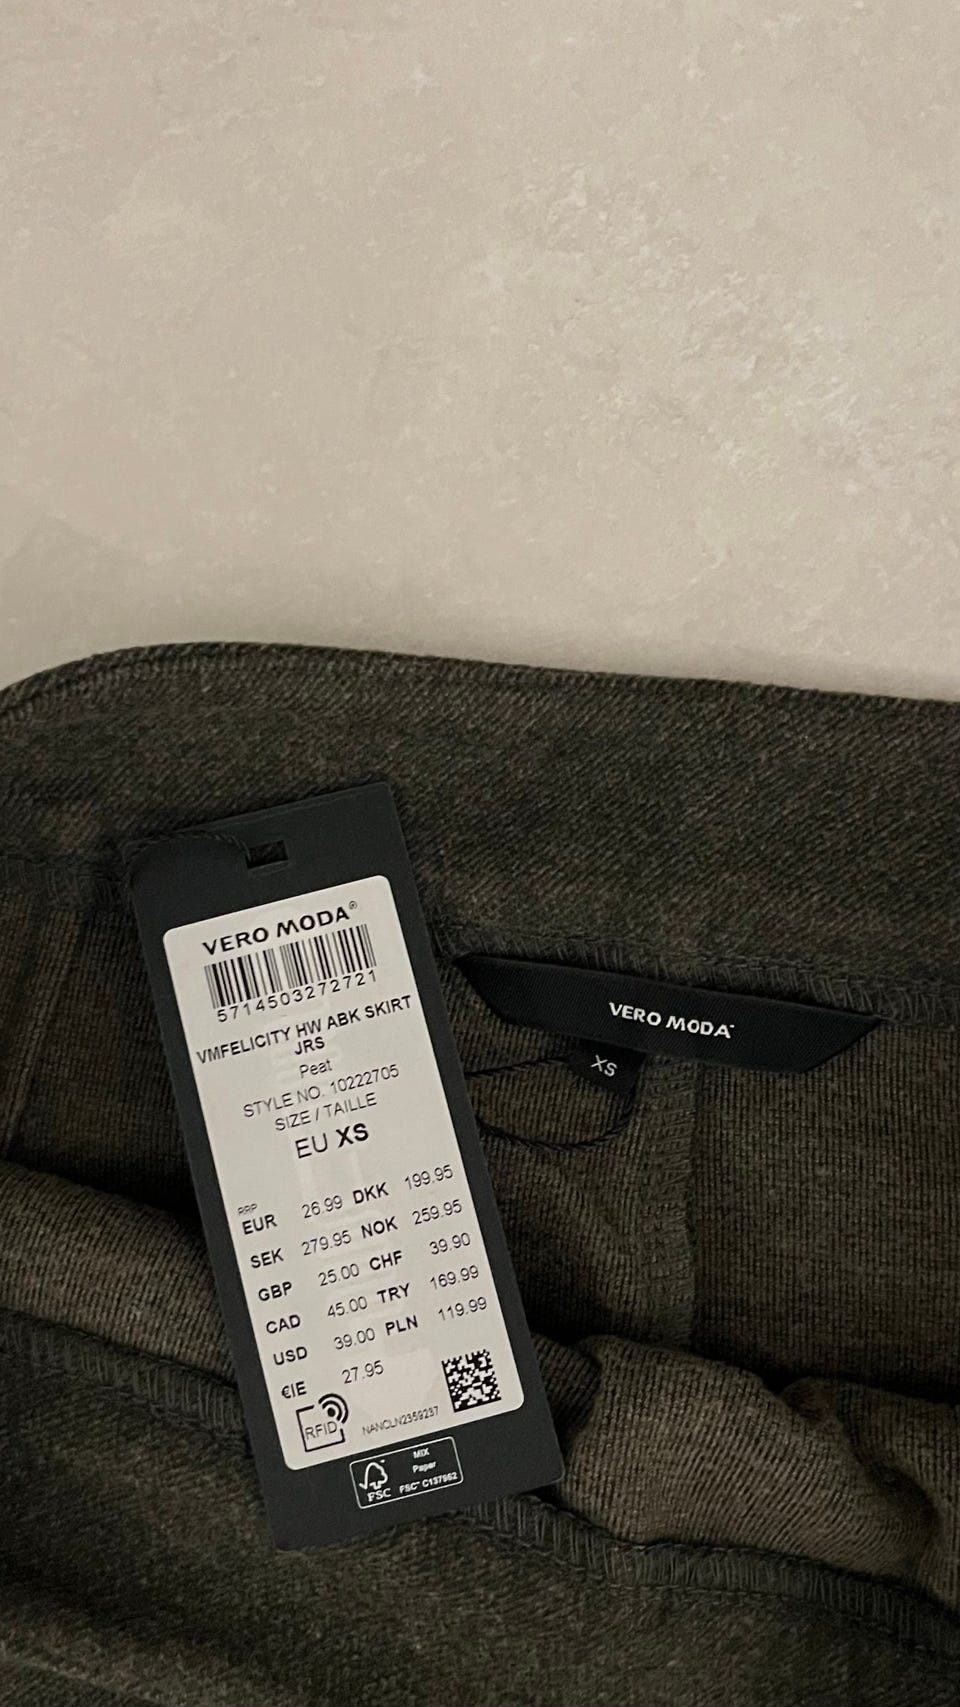 VERO MODA®
5714503272721
VMFELICITY HW ABK SKIRT
JRS
Peat
STYLE NO. 10222705
SIZE / TAILLE
EU XS
RRP
EUR 26.99 DKK 199.95
SEK 279.95 NOK 259.95
GBP 25.00 CHF 39.90
CAD 45.00 TRY 169.99
USD 39.00 PLN 119.99
€IE 27.95
RFID
NANCLN2359237
FSC
MIX
Paper
FSC™ C137962
VERO MODA
XS